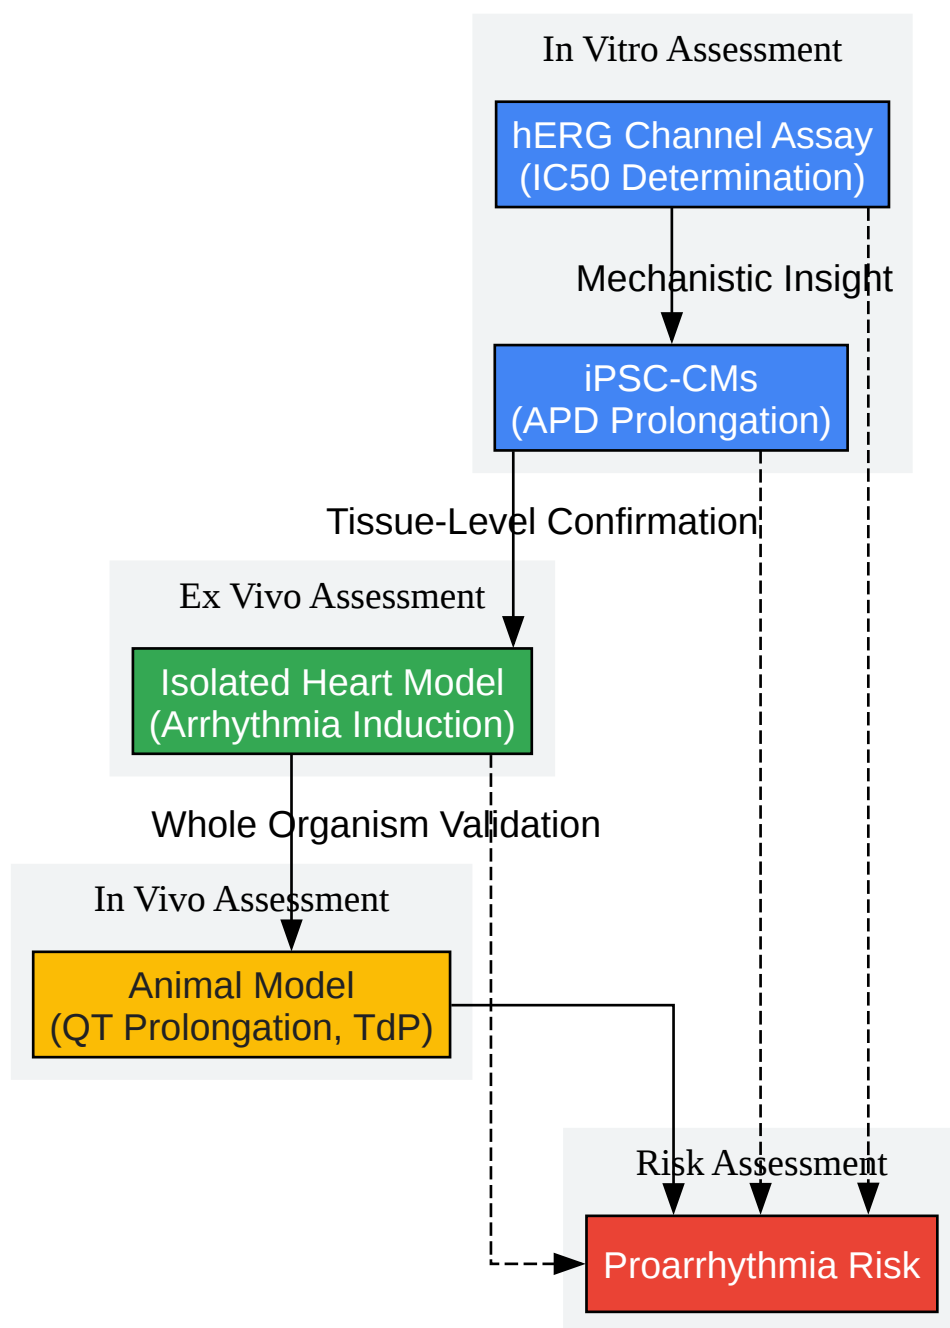 In Vitro Assessment
hERG Channel Assay
(IC50 Determination)
Mechanistic Insight
iPSC-CMs
(APD Prolongation)
Tissue-Level Confirmation
Ex Vivo Assessment
Isolated Heart Model
(Arrhythmia Induction)
Whole Organism Validation
In Vivo Assessment
Animal Model
(QT Prolongation, TdP)
Risk Assessment
Proarrhythmia Risk